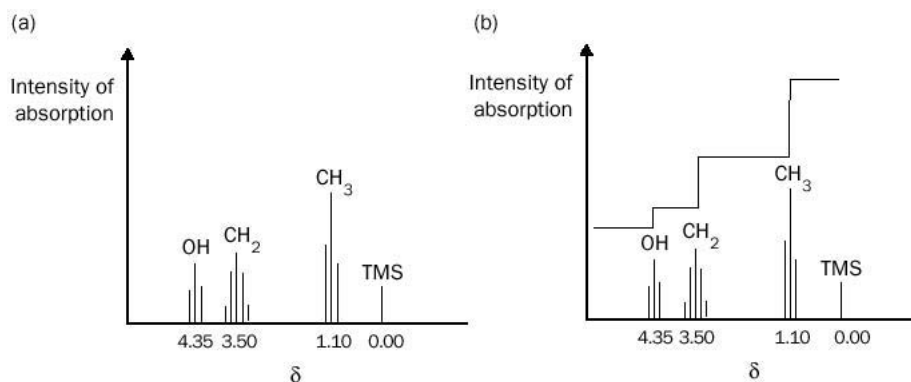 (a)
Intensity of
absorption
OH
CH2
CH3
TMS
4.35 3.50 1.10 0.00
δ
(b)
Intensity of
absorption
OH
CH2
CH3
TMS
4.35 3.50 1.10 0.00
δ